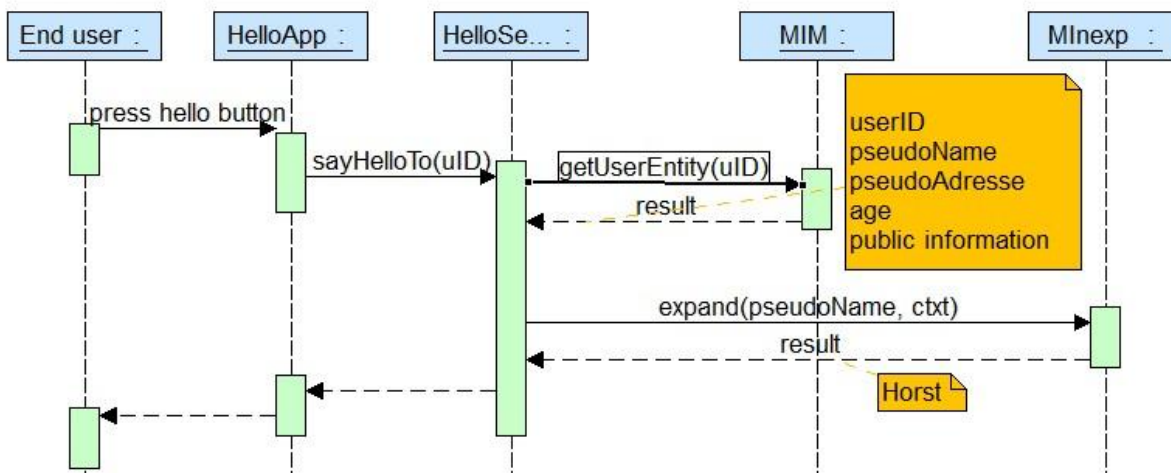 End user :
HelloApp :
HelloSe... :
MIM :
MInexp :
press hello button
sayHelloTo(uID)
getUserEntity(uID)
result
userID
pseudoName
pseudoAdresse
age
public information
expand(pseudoName, ctxt)
result
Horst